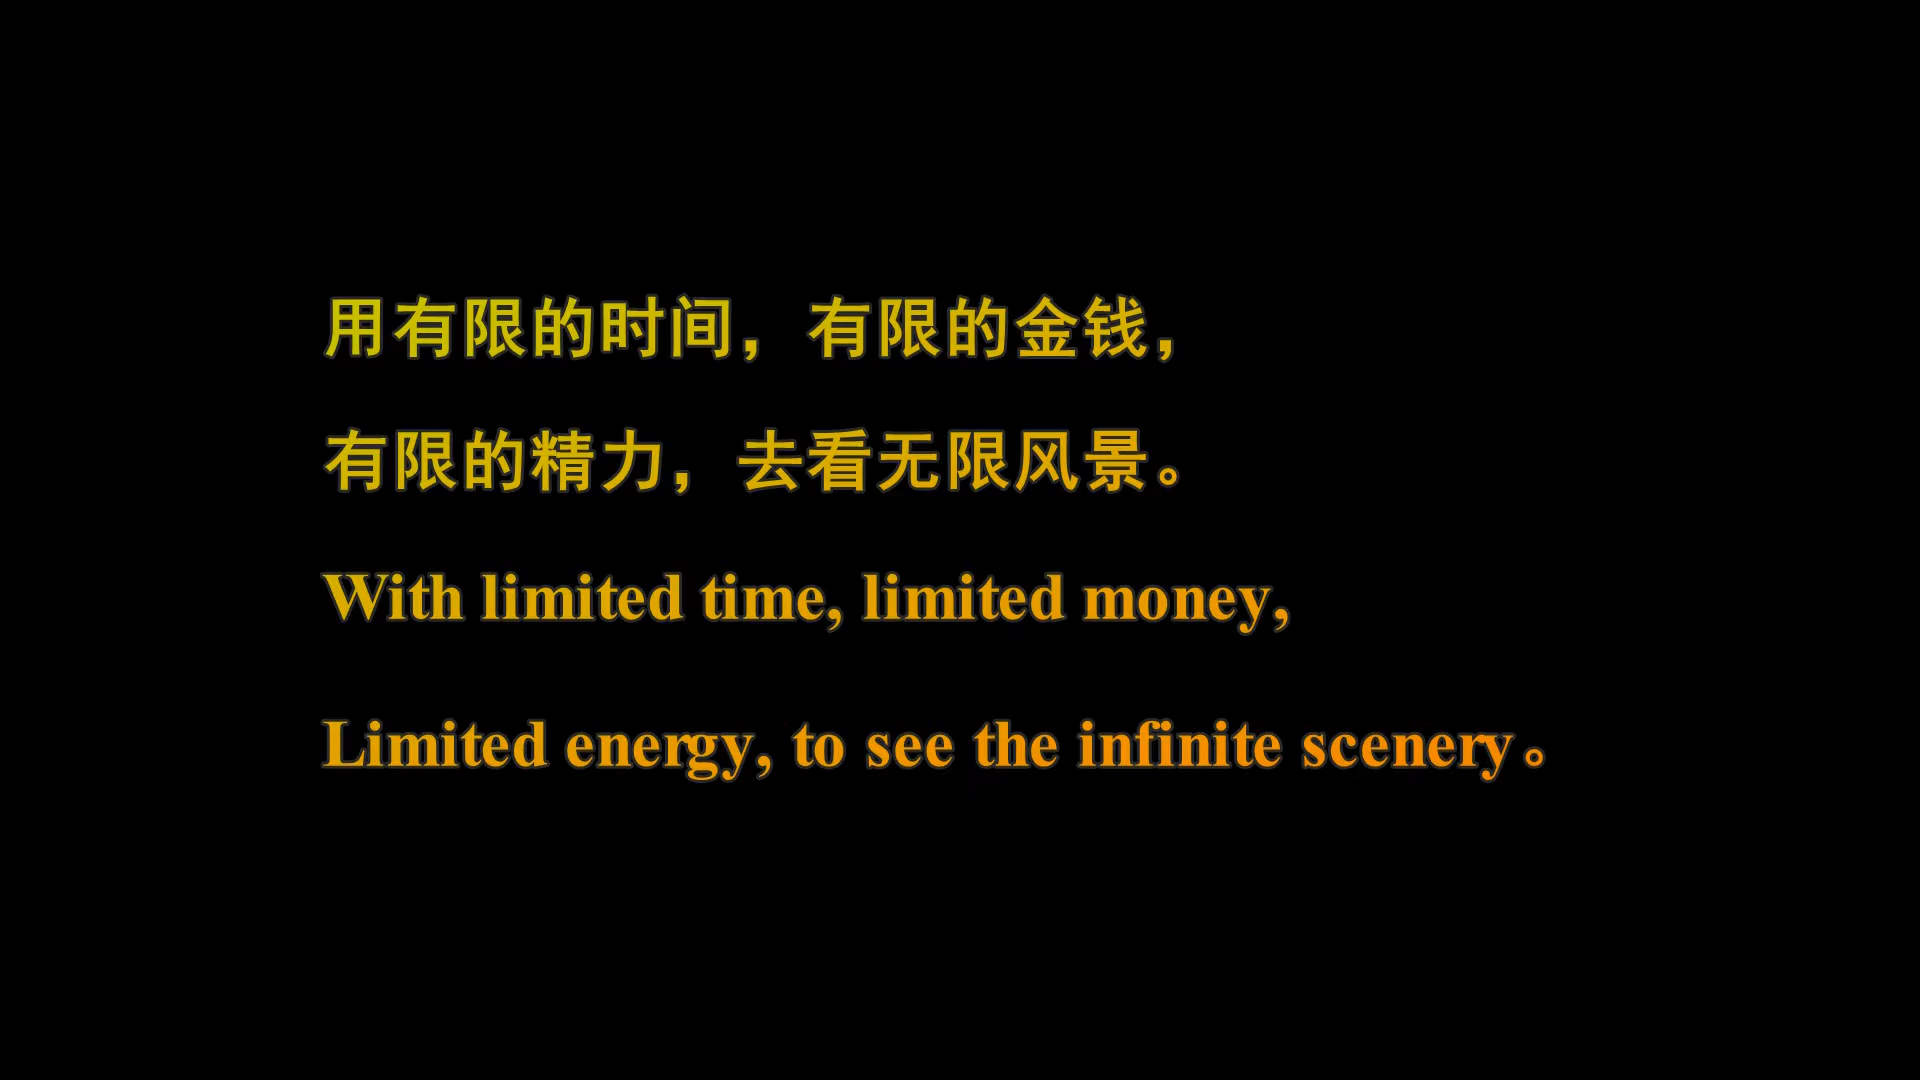 用有限的时间，有限的金钱，
有限的精力，去看无限风景。
With limited time, limited money,
Limited energy, to see the infinite scenery。